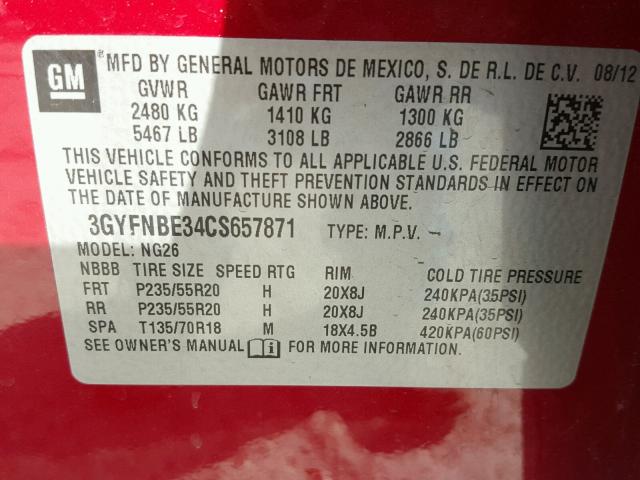 GM
® MFD BY GENERAL MOTORS DE MEXICO, S. DE R.L. DE C.V. 08/12
GVWR GAWR FRT GAWR RR
2480 KG 1410 KG 1300 KG
5467 LB 3108 LB 2866 LB
THIS VEHICLE CONFORMS TO ALL APPLICABLE U.S. FEDERAL MOTOR
VEHICLE SAFETY AND THEFT PREVENTION STANDARDS IN EFFECT ON
THE DATE OF MANUFACTURE SHOWN ABOVE.
3GYFNBE34CS657871 TYPE: M.P.V.
MODEL: NG26
NBBB TIRE SIZE SPEED RTG RIM COLD TIRE PRESSURE
FRT P235/55R20 H 20X8J 240KPA(35PSI)
RR P235/55R20 H 20X8J 240KPA(35PSI)
SPA T135/70R18 M 18X4.5B 420KPA(60PSI)
SEE OWNER'S MANUAL FOR MORE INFORMATION.